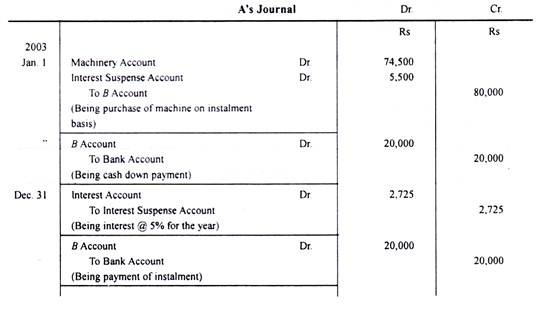 A's Journal Dr. Cr.
Rs Rs
2003
Jan. 1 Machinery Account Dr 74,500
Interest Suspense Account Dr. 5,500
To B Account 80,000
(Being purchase of machine on instalment
basis)
" B Account Dr. 20,000
To Bank Account 20,000
(Being cash down payment)
Dec. 31 Interest Account Dr 2,725
To Interest Suspense Account 2,725
(Being interest @ 5% for the year)
B Account Dr. 20,000
To Bank Account 20,000
(Being payment of instalment)